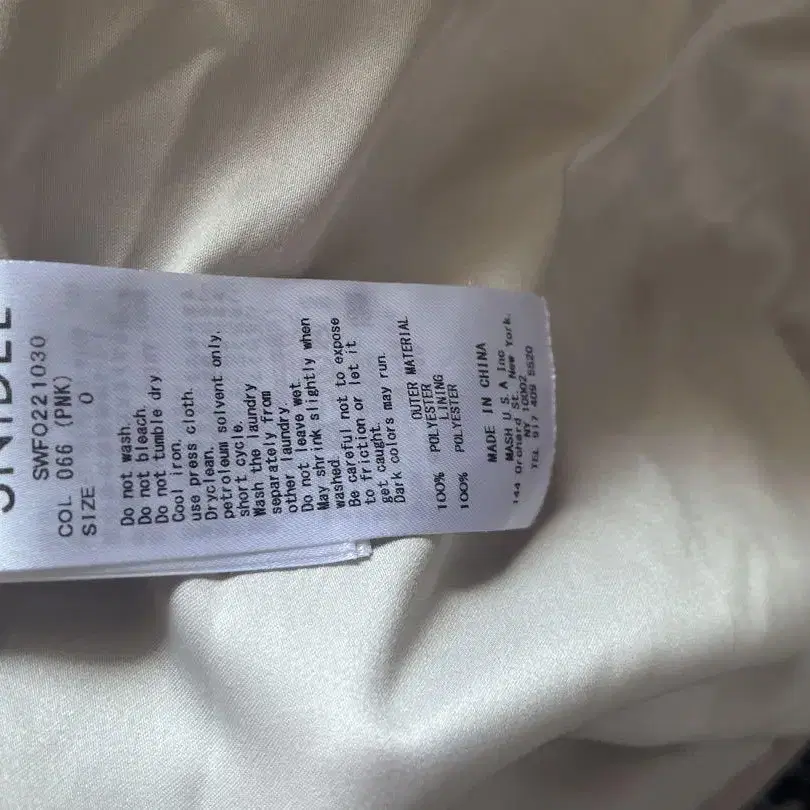 SWFO221030
COL 066 (PNK)
SIZE 0
Do not wash.
Do not bleach.
Do not tumble dry
Cool iron.
use press cloth.
Dryclean.
petroleum solvent only.
short cycle.
Wash the laundry
separately from
other laundry.
Do not leave wet.
May shrink slightly when
washed.
Be careful not to expose
to friction or let it
get caught.
Dark colors may run.
OUTER MATERIAL
100% POLYESTER
LINING
100% POLYESTER
MADE IN CHINA
MASH U S. A Inc
144 Orchard St. New York.
NY 10002
TEL 917 409 5520